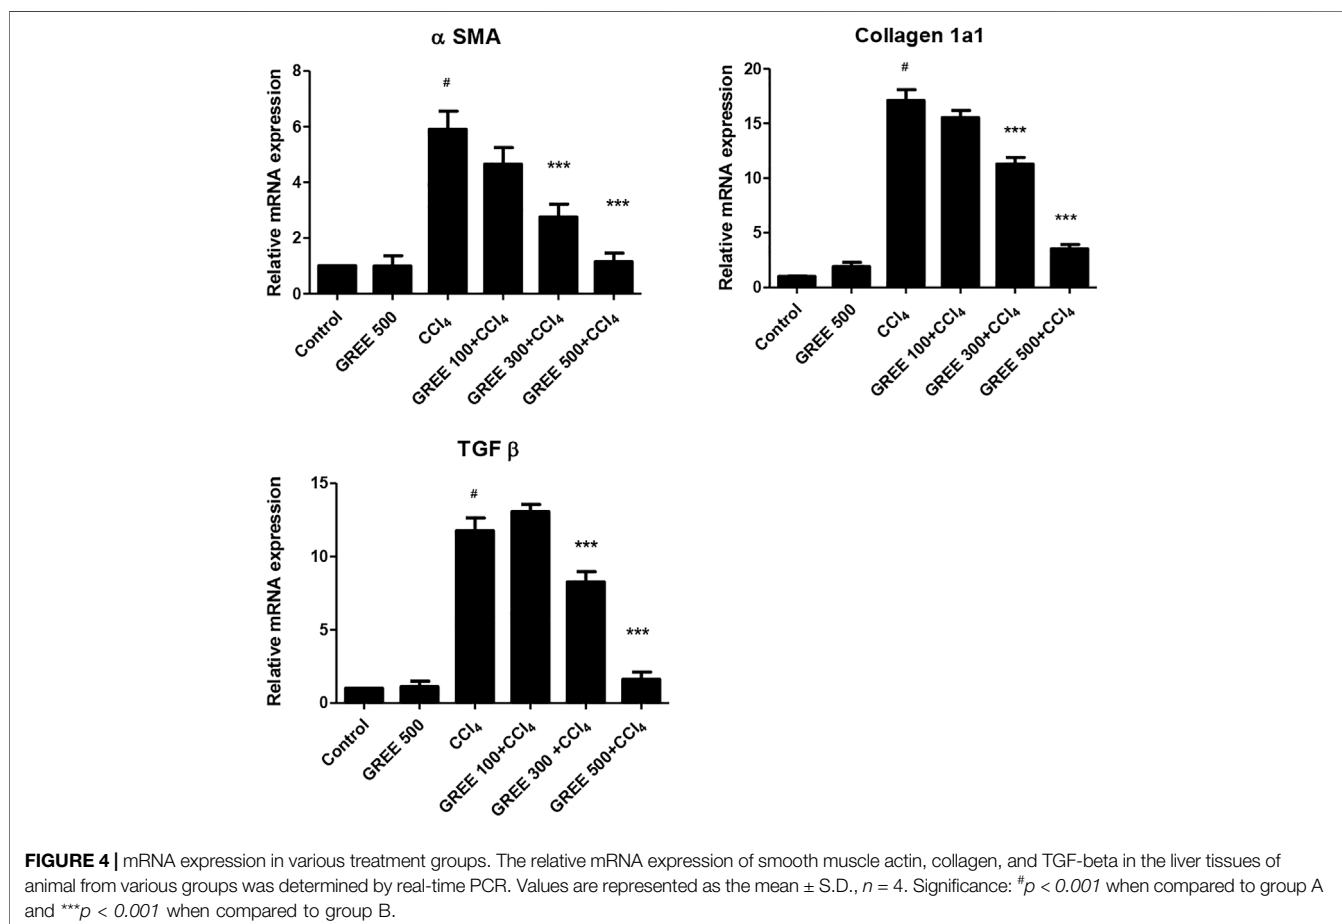 α SMA
Relative mRNA expression
8
6
4
2
0
#
***
***
Control
GREE 500
CCl₄
GREE 100+CCl₄
GREE 300+CCl₄
GREE 500+CCl₄
Collagen 1a1
Relative mRNA expression
20
15
10
5
0
#
***
***
Control
GREE 500
CCl₄
GREE 100+CCl₄
GREE 300+CCl₄
GREE 500+CCl₄
TGF β
Relative mRNA expression
15
10
5
0
#
***
***
Control
GREE 500
CCl₄
GREE 100+CCl₄
GREE 300 +CCl₄
GREE 500+CCl₄
FIGURE 4 | mRNA expression in various treatment groups. The relative mRNA expression of smooth muscle actin, collagen, and TGF-beta in the liver tissues of
animal from various groups was determined by real-time PCR. Values are represented as the mean ± S.D., n = 4. Significance: #p < 0.001 when compared to group A
and ***p < 0.001 when compared to group B.